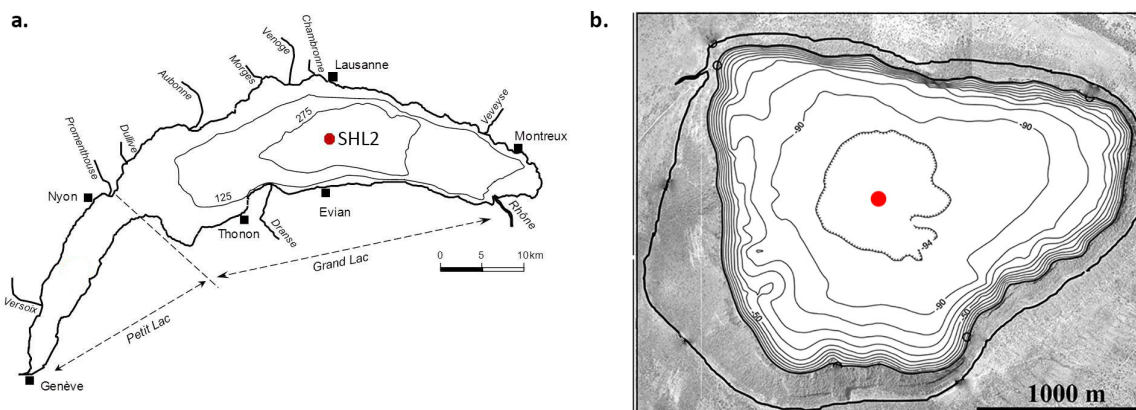 a.
Chambronne
Venoge
Morges
Aubonne
Lausanne
Dullive
Promenthouse
275
SHL2
Veveyse
Montreux
Nyon
125
Evian
Rhône
Thonon
Dranse
Grand Lac
0 5 10km
Versoix
Petit Lac
Genève
b.
-90
-90
-94
-90
-50
-50
1000 m